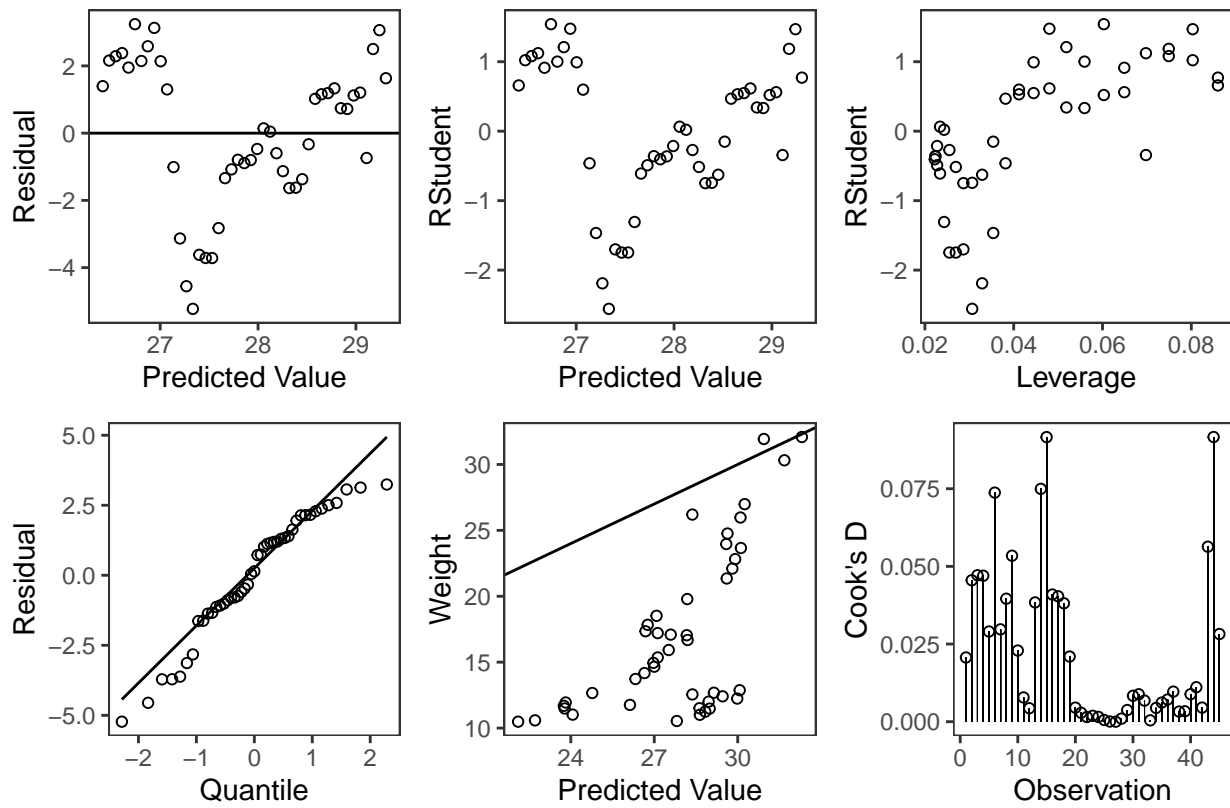 2
0
−2
−4
Residual
27 28 29
Predicted Value
1
0
−1
−2
RStudent
27 28 29
Predicted Value
1
0
−1
−2
RStudent
0.02 0.04 0.06 0.08
Leverage
5.0
2.5
0.0
−2.5
−5.0
Residual
−2 −1 0 1 2
Quantile
30
25
20
15
10
Weight
24 27 30
Predicted Value
0.075
0.050
0.025
0.000
Cook's D
0 10 20 30 40
Observation